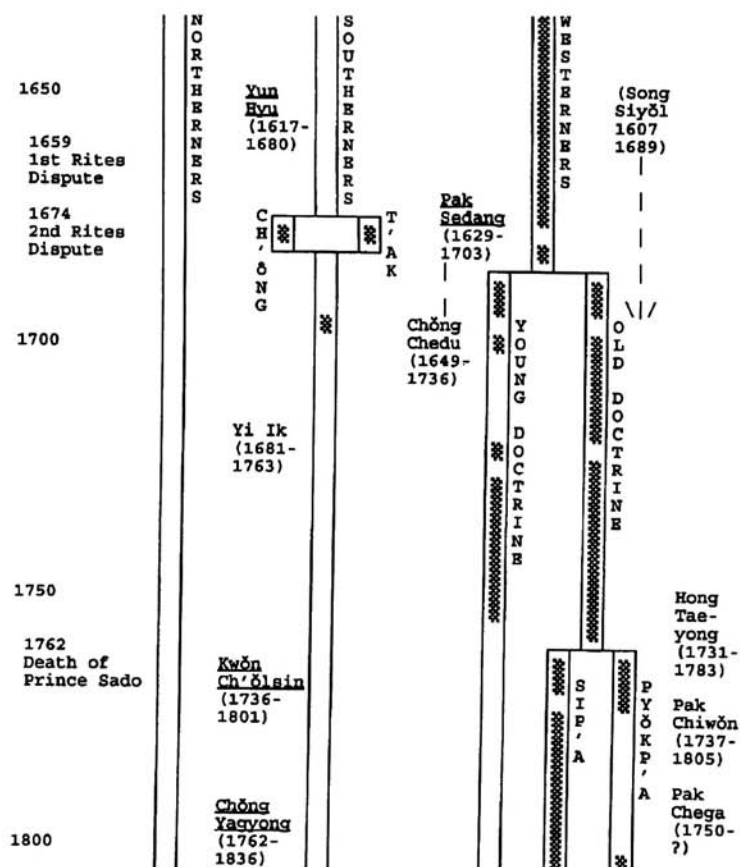 NORTHERNERS
SOUTHERNERS
WESTERNERS
1650
Yun
Hyu
(1617-
1680)
(Song
Siyŏl
1607
1689)
1659
1st Rites
Dispute
1674
2nd Rites
Dispute
CH'ŎNG
T'AK
Pak
Sedang
(1629-
1703)
1700
Chŏng
Chedu
(1649-
1736)
YOUNG DOCTRINE
OLD DOCTRINE
Yi Ik
(1681-
1763)
1750
1762
Death of
Prince Sado
Kwŏn
Ch'ŏlsin
(1736-
1801)
SIP'A
PYŎKP'A
Hong
Tae-
yong
(1731-
1783)
Pak
Chiwŏn
(1737-
1805)
Pak
Chega
(1750-
?)
Chŏng
Yagyong
(1762-
1836)
1800